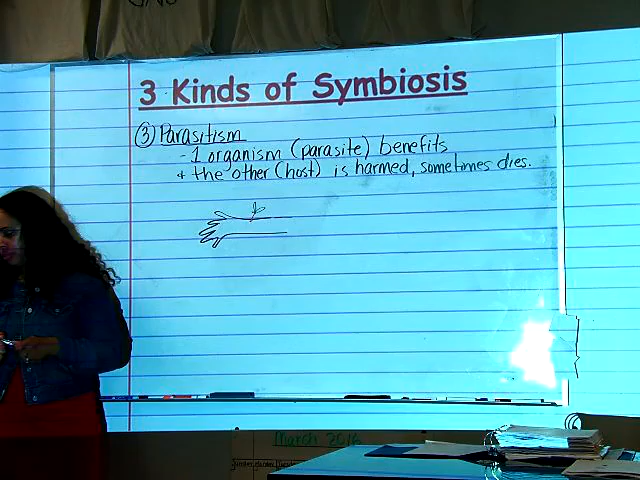 3 Kinds of Symbiosis
③ Parasitism
- 1 organism (parasite) benefits
+ the other (host) is harmed, sometimes dies.
March 2016